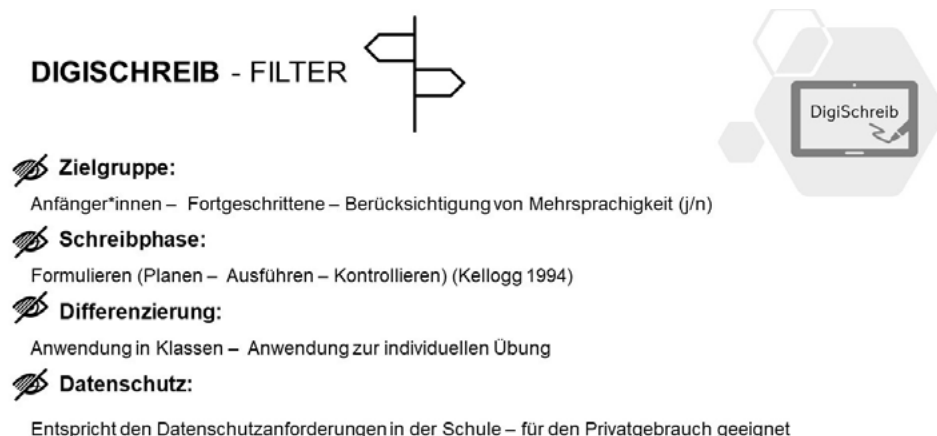 DIGISCHREIB - FILTER
DigiSchreib
Zielgruppe:
Anfänger*innen – Fortgeschrittene – Berücksichtigung von Mehrsprachigkeit (j/n)
Schreibphase:
Formulieren (Planen – Ausführen – Kontrollieren) (Kellogg 1994)
Differenzierung:
Anwendung in Klassen – Anwendung zur individuellen Übung
Datenschutz:
Entspricht den Datenschutzanforderungen in der Schule – für den Privatgebrauch geeignet